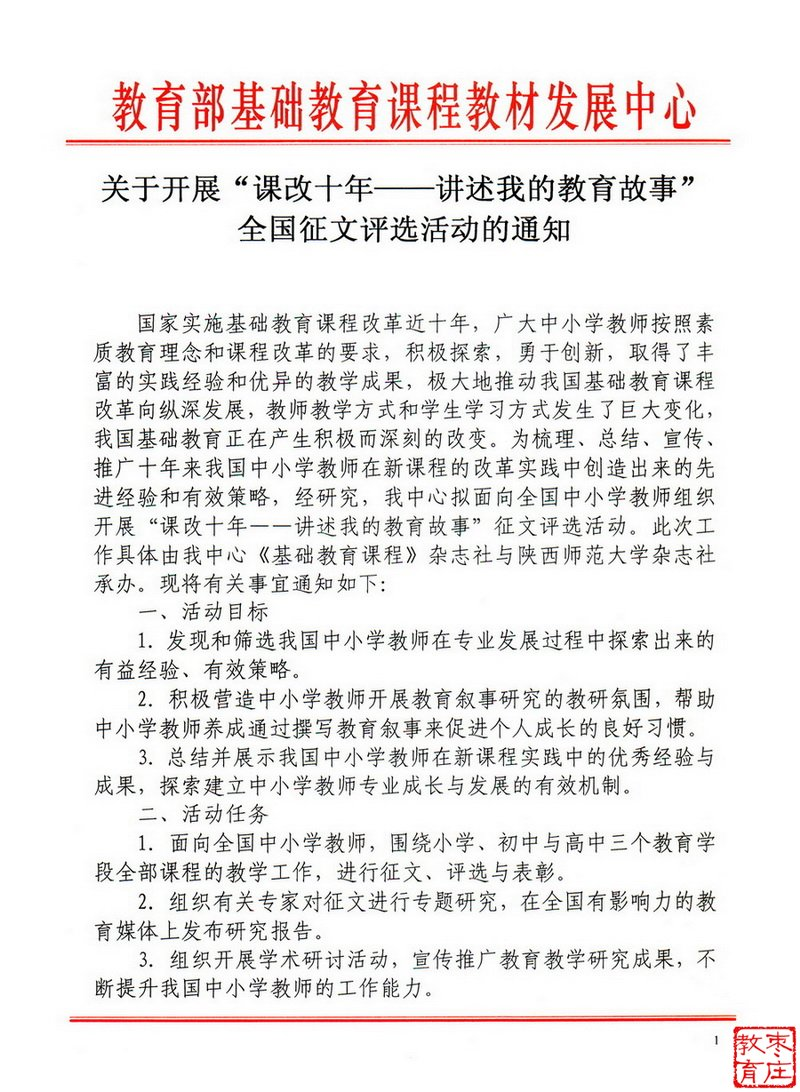 教育部基础教育课程教材发展中心
关于开展“课改十年——讲述我的教育故事”
全国征文评选活动的通知
国家实施基础教育课程改革近十年，广大中小学教师按照素
质教育理念和课程改革的要求，积极探索，勇于创新，取得了丰
富的实践经验和优异的教学成果，极大地推动我国基础教育课程
改革向纵深发展，教师教学方式和学生学习方式发生了巨大变化，
我国基础教育正在产生积极而深刻的改变。为梳理、总结、宣传、
推广十年来我国中小学教师在新课程的改革实践中创造出来的先
进经验和有效策略，经研究，我中心拟面向全国中小学教师组织
开展“课改十年——讲述我的教育故事”征文评选活动。此次工
作具体由我中心《基础教育课程》杂志社与陕西师范大学杂志社
承办。现将有关事宜通知如下：
一、活动目标
1．发现和筛选我国中小学教师在专业发展过程中探索出来的
有益经验、有效策略。
2．积极营造中小学教师开展教育叙事研究的教研氛围，帮助
中小学教师养成通过撰写教育叙事来促进个人成长的良好习惯。
3．总结并展示我国中小学教师在新课程实践中的优秀经验与
成果，探索建立中小学教师专业成长与发展的有效机制。
二、活动任务
1．面向全国中小学教师，围绕小学、初中与高中三个教育学
段全部课程的教学工作，进行征文、评选与表彰。
2．组织有关专家对征文进行专题研究，在全国有影响力的教
育媒体上发布研究报告。
3．组织开展学术研讨活动，宣传推广教育教学研究成果，不
断提升我国中小学教师的工作能力。
1
枣庄
教育